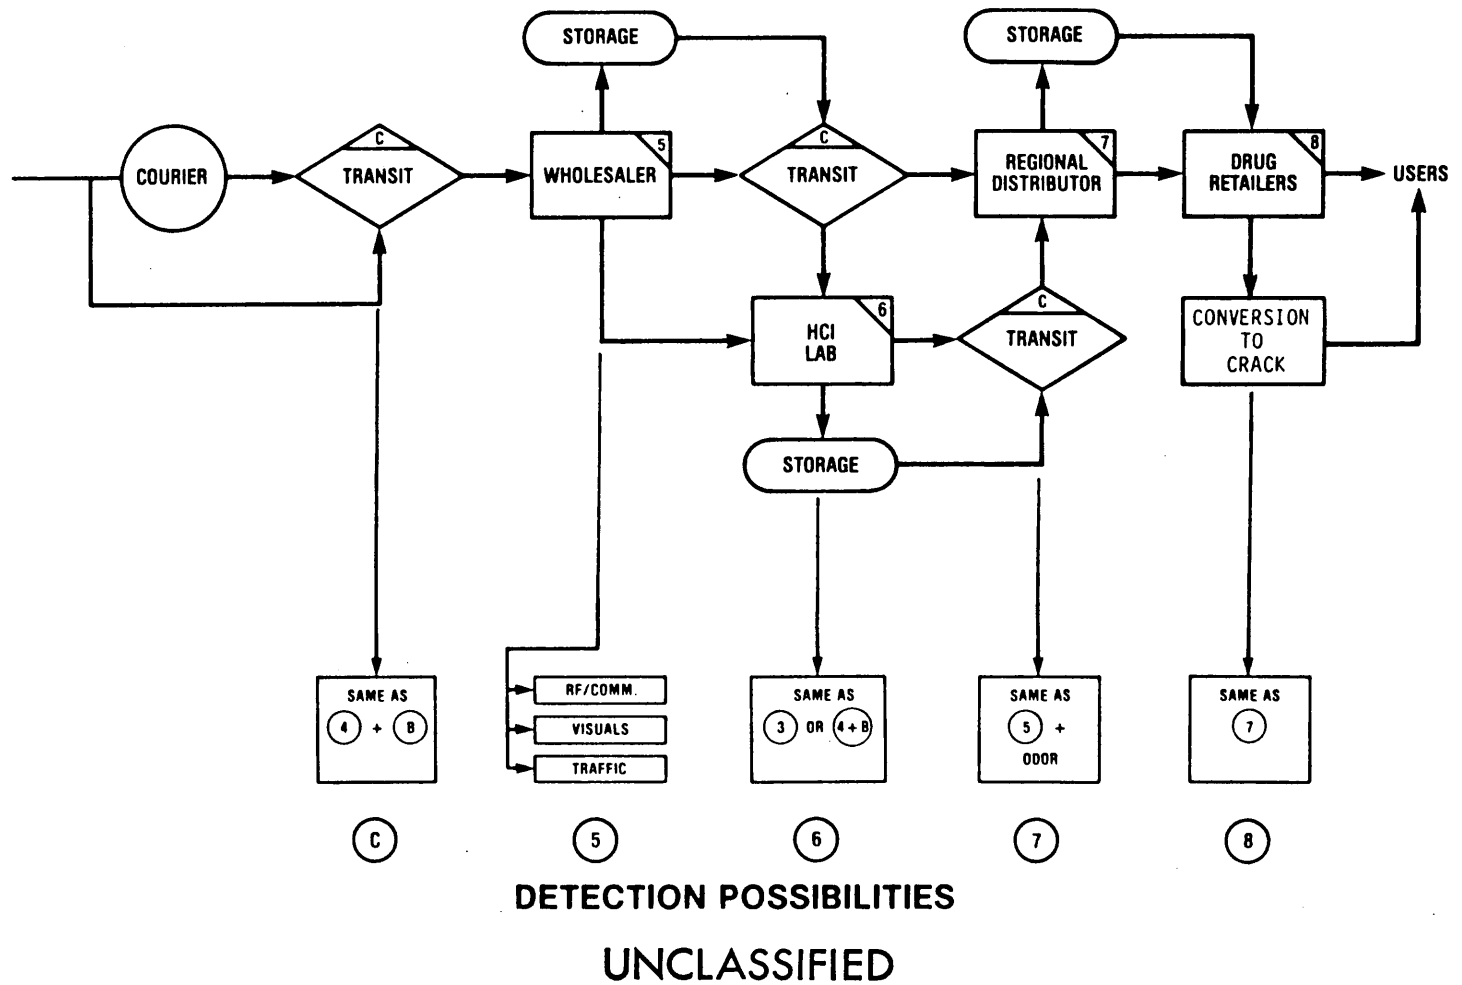 STORAGE
STORAGE
COURIER
C
TRANSIT
5
WHOLESALER
C
TRANSIT
7
REGIONAL
DISTRIBUTOR
8
DRUG
RETAILERS
USERS
6
HCl
LAB
C
TRANSIT
CONVERSION
TO
CRACK
STORAGE
SAME AS
4 + B
RF/COMM.
VISUALS
TRAFFIC
SAME AS
3 OR 4+B
SAME AS
5 +
ODOR
SAME AS
7
C
5
6
7
8
DETECTION POSSIBILITIES
UNCLASSIFIED